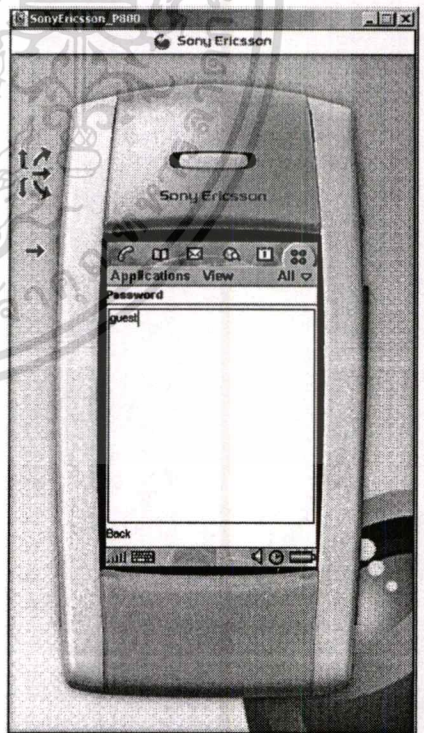 SonyEricsson_P800
Sony Ericsson
Sony Ericsson
Applications View All
Password
guest
Back